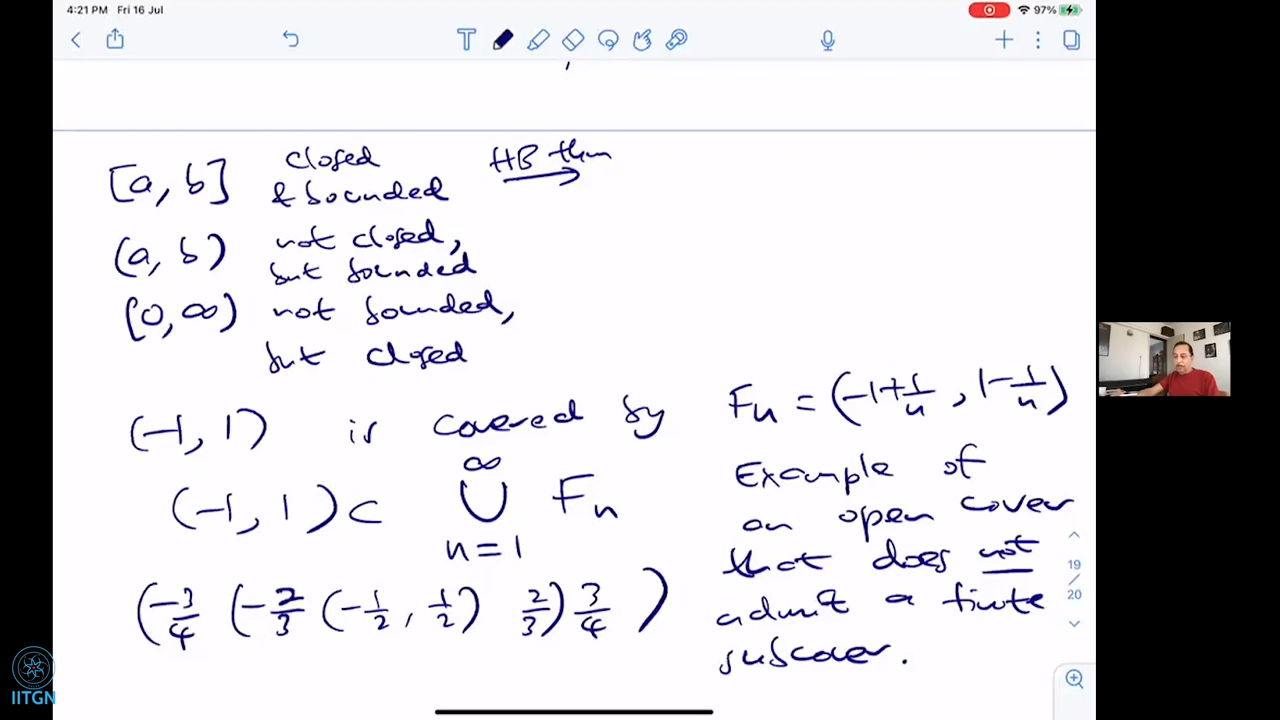 4:21 PM Fri 16 Jul
97%
[a, b] closed & bounded HB thm →
(a, b) not closed, but bounded
[0, ∞) not bounded, but closed
(-1, 1) is covered by Fn = (-1+1/n, 1-1/n)
(-1, 1) ⊂ ∞ ∪ n=1 Fn
(-3/4 (-2/3 (-1/2, 1/2) 2/3) 3/4 )
Example of
an open cover
that does not
admit a finite
subcover.
19
20
IITGN